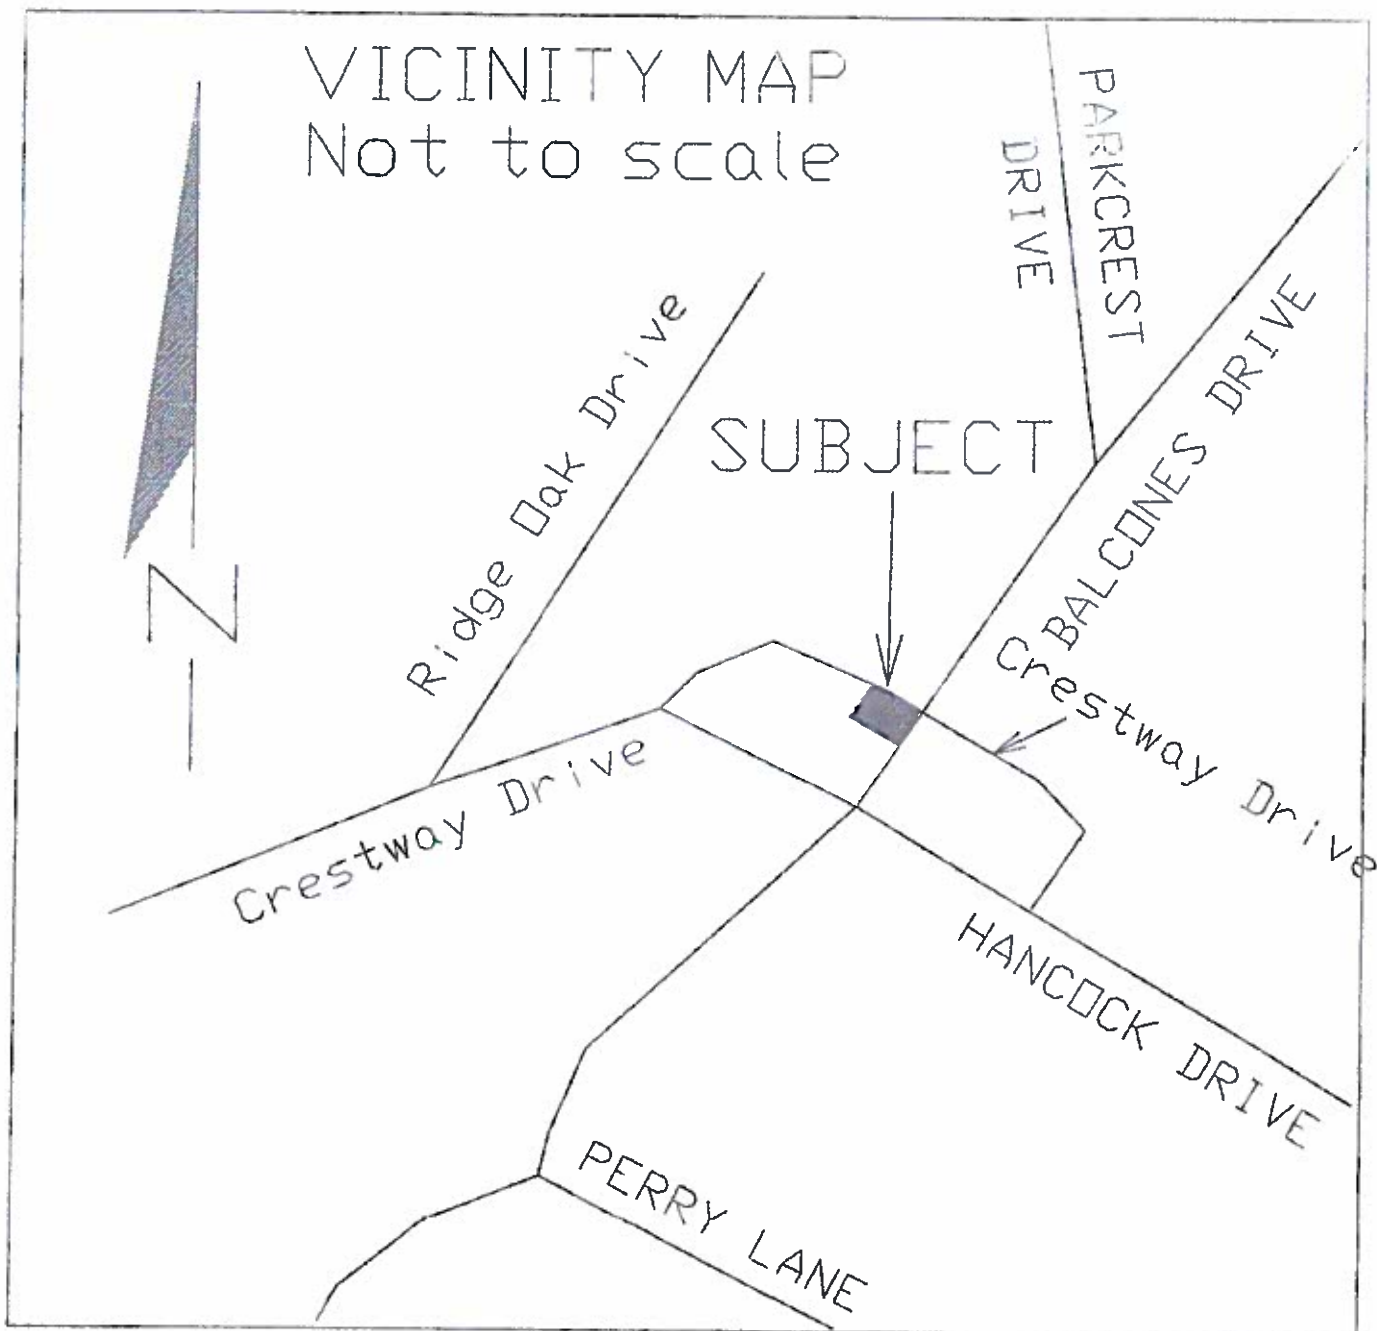 VICINITY MAP
Not to scale
PARKCREST
DRIVE
BALCONES DRIVE
Ridge Oak Drive
SUBJECT
N
Crestway Drive
Crestway Drive
HANCOCK DRIVE
PERRY LANE